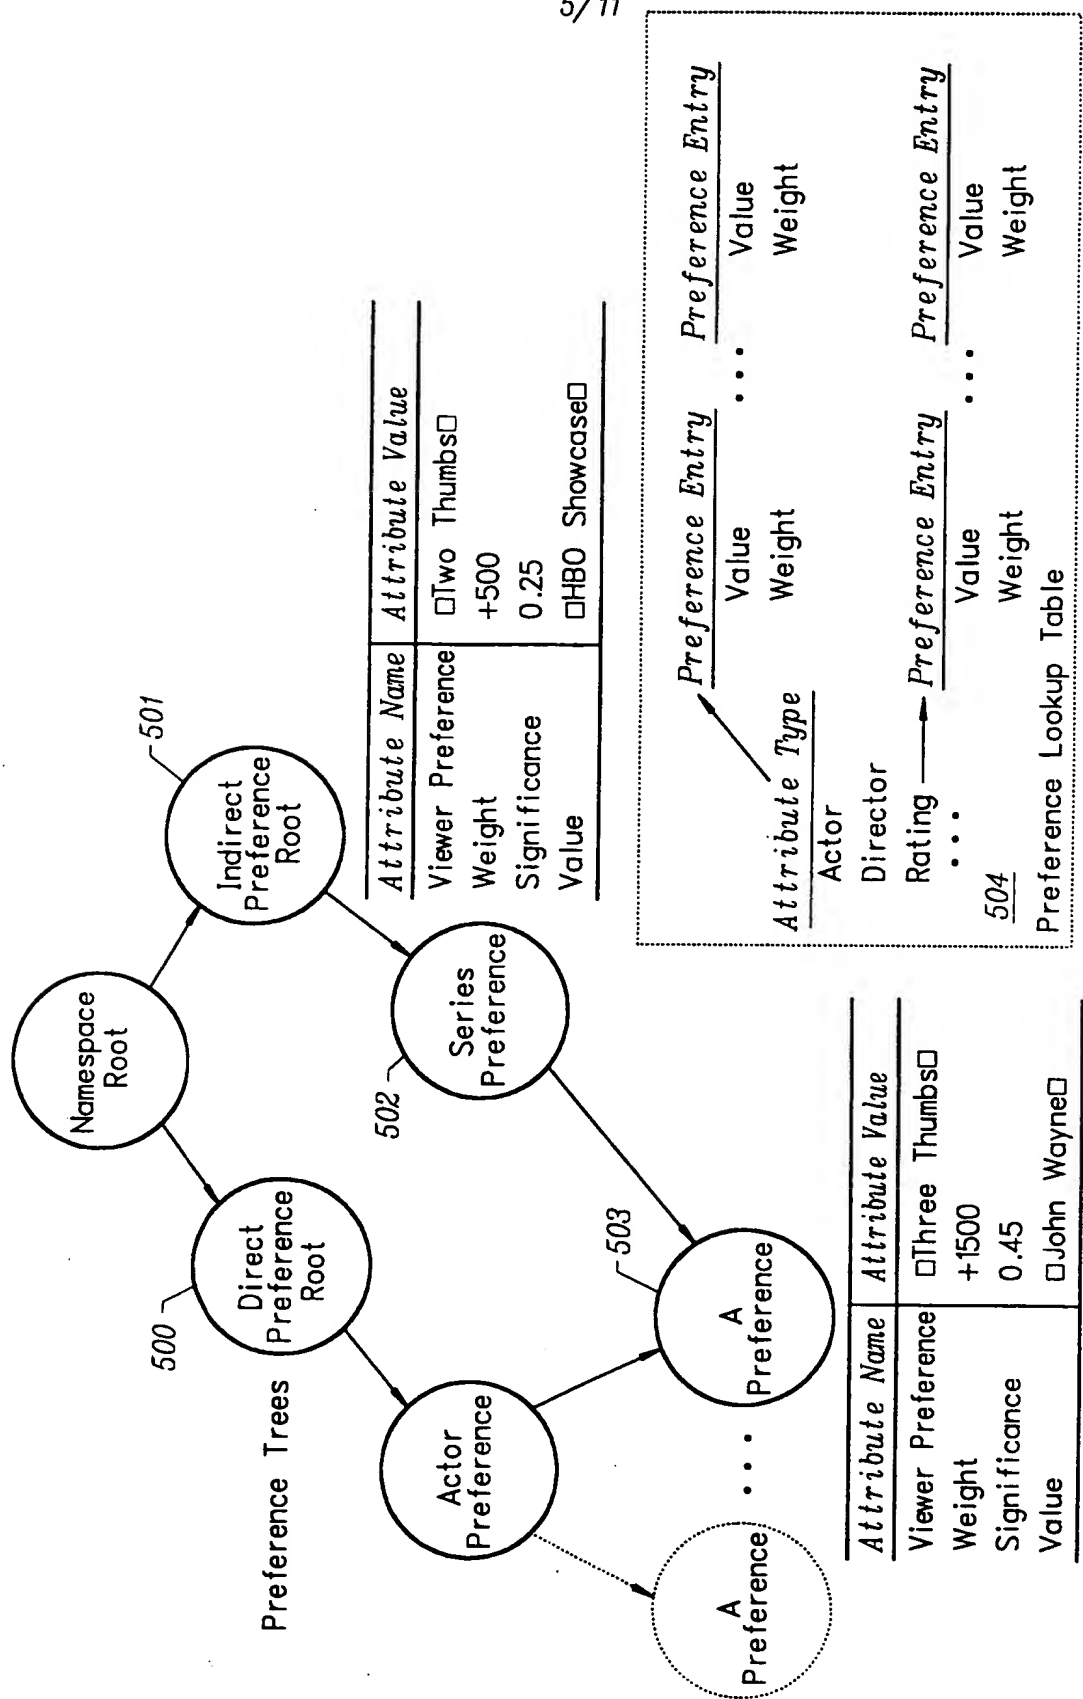 5/11
Preference Trees
Namespace
Root
500
Direct
Preference
Root
501
Indirect
Preference
Root
Actor
Preference
502
Series
Preference
A
Preference
• • •
503
A
Preference
Attribute Name Attribute Value
Viewer Preference □Two Thumbs□
Weight +500
Significance 0.25
Value □HBO Showcase□
Attribute Name Attribute Value
Viewer Preference □Three Thumbs□
Weight +1500
Significance 0.45
Value □John Wayne□
Preference Entry • • • Preference Entry
Value Value
Weight Weight
Attribute Type
Actor
Director
Rating Preference Entry • • • Preference Entry
• • • Value Value
Weight Weight
504
Preference Lookup Table